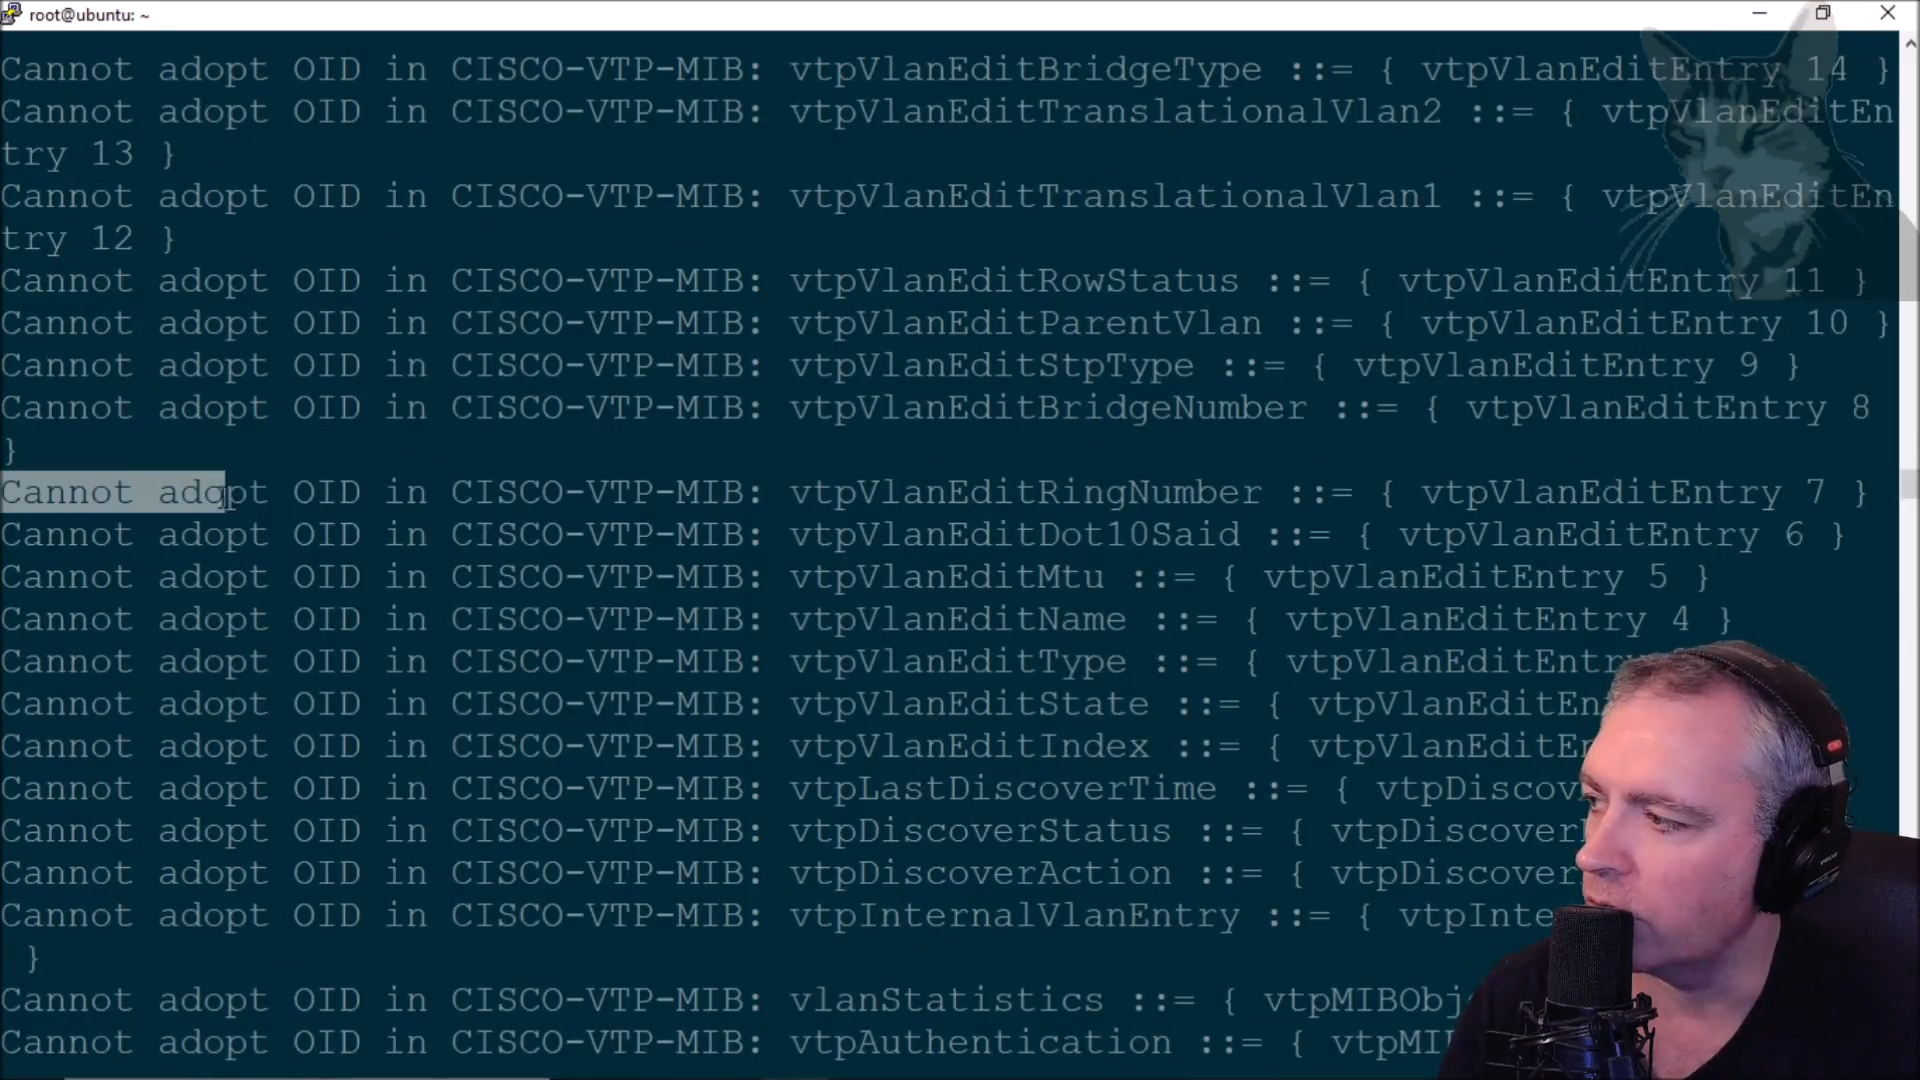 root@ubuntu: ~
Cannot adopt OID in CISCO-VTP-MIB: vtpVlanEditBridgeType ::= { vtpVlanEditEntry 14 }
Cannot adopt OID in CISCO-VTP-MIB: vtpVlanEditTranslationalVlan2 ::= { vtpVlanEditEn
try 13 }
Cannot adopt OID in CISCO-VTP-MIB: vtpVlanEditTranslationalVlan1 ::= { vtpVlanEditEn
try 12 }
Cannot adopt OID in CISCO-VTP-MIB: vtpVlanEditRowStatus ::= { vtpVlanEditEntry 11 }
Cannot adopt OID in CISCO-VTP-MIB: vtpVlanEditParentVlan ::= { vtpVlanEditEntry 10 }
Cannot adopt OID in CISCO-VTP-MIB: vtpVlanEditStpType ::= { vtpVlanEditEntry 9 }
Cannot adopt OID in CISCO-VTP-MIB: vtpVlanEditBridgeNumber ::= { vtpVlanEditEntry 8
}
Cannot adopt OID in CISCO-VTP-MIB: vtpVlanEditRingNumber ::= { vtpVlanEditEntry 7 }
Cannot adopt OID in CISCO-VTP-MIB: vtpVlanEditDot10Said ::= { vtpVlanEditEntry 6 }
Cannot adopt OID in CISCO-VTP-MIB: vtpVlanEditMtu ::= { vtpVlanEditEntry 5 }
Cannot adopt OID in CISCO-VTP-MIB: vtpVlanEditName ::= { vtpVlanEditEntry 4 }
Cannot adopt OID in CISCO-VTP-MIB: vtpVlanEditType ::= { vtpVlanEditEntr
Cannot adopt OID in CISCO-VTP-MIB: vtpVlanEditState ::= { vtpVlanEditEn
Cannot adopt OID in CISCO-VTP-MIB: vtpVlanEditIndex ::= { vtpVlanEditE
Cannot adopt OID in CISCO-VTP-MIB: vtpLastDiscoverTime ::= { vtpDiscov
Cannot adopt OID in CISCO-VTP-MIB: vtpDiscoverStatus ::= { vtpDiscover
Cannot adopt OID in CISCO-VTP-MIB: vtpDiscoverAction ::= { vtpDiscover
Cannot adopt OID in CISCO-VTP-MIB: vtpInternalVlanEntry ::= { vtpInte
}
Cannot adopt OID in CISCO-VTP-MIB: vlanStatistics ::= { vtpMIBObj
Cannot adopt OID in CISCO-VTP-MIB: vtpAuthentication ::= { vtpMI